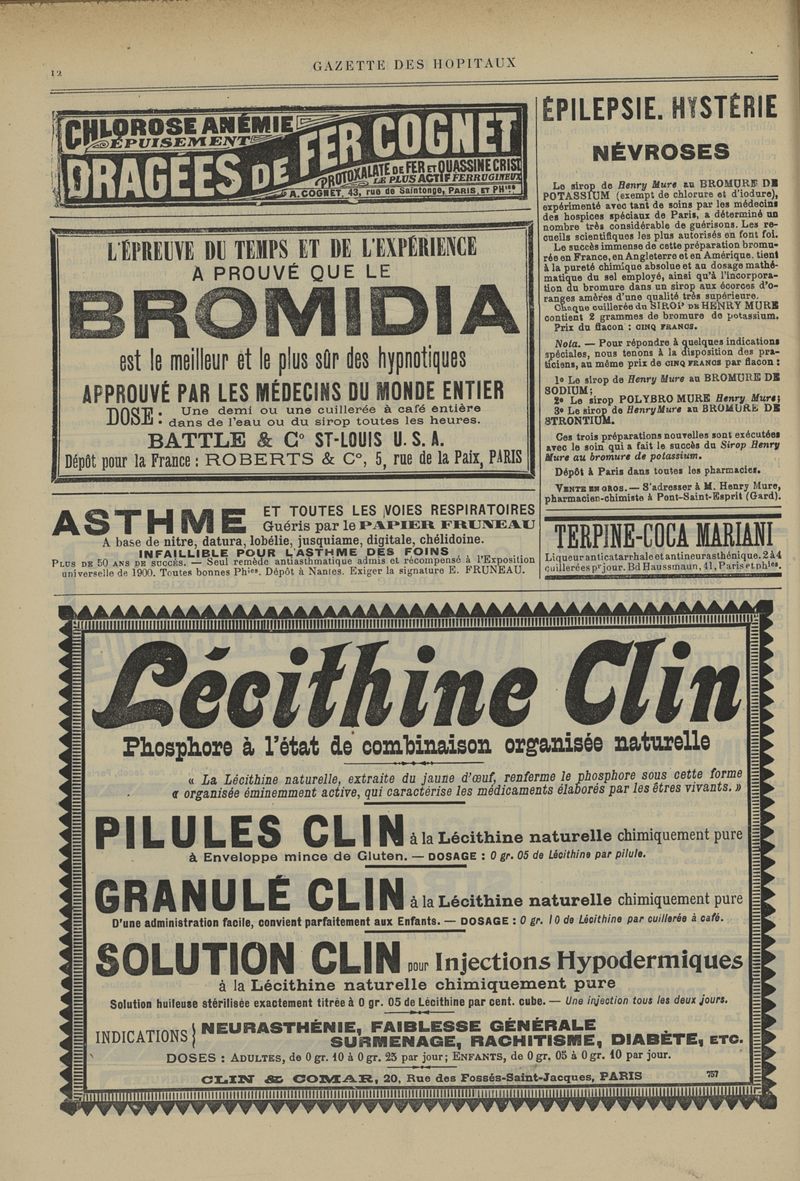 12
GAZETTE DES HOPITAUX
CHLOROSE ANÉMIE
ÉPUISEMENT
DRAGÉES DE FER COGNET
PROTOXALATE DE FER ET QUASSINE CRIST
LE PLUS ACTIF FERRUGINEUX
A. COGNET, 43, rue de Saintonge, PARIS, ET PHies
L'ÉPREUVE DU TEMPS ET DE L'EXPÉRIENCE
A PROUVÉ QUE LE
BROMIDIA
est le meilleur et le plus sûr des hypnotiques
APPROUVÉ PAR LES MÉDECINS DU MONDE ENTIER
DOSE: Une demi ou une cuillerée à café entière
dans de l'eau ou du sirop toutes les heures.
BATTLE & Co ST-LOUIS U. S. A.
Dépôt pour la France : ROBERTS & Co, 5, rue de la Paix, PARIS
ASTHME ET TOUTES LES VOIES RESPIRATOIRES
Guéris par le PAPIER FRUNEAU
A base de nitre, datura, lobélie, jusquiame, digitale, chélidoine.
INFAILLIBLE POUR L'ASTHME DES FOINS
PLUS DE 50 ANS DE SUCCÈS. — Seul remède antiasthmatique admis et récompensé à l'Exposition
universelle de 1900. Toutes bonnes Phies. Dépôt à Nantes. Exiger la signature E. FRUNEAU.
ÉPILEPSIE. HYSTÉRIE
NÉVROSES
Le sirop de Henry Mure au BROMURE DE
POTASSIUM (exempt de chlorure et d'iodure),
expérimenté avec tant de soins par les médecins
des hospices spéciaux de Paris, a déterminé un
nombre très considérable de guérisons. Les re-
cueils scientifiques les plus autorisés en font foi.
Le succès immense de cette préparation bromu-
rée en France, en Angleterre et en Amérique, tient
à la pureté chimique absolue et au dosage mathé-
matique du sel employé, ainsi qu'à l'incorpora-
tion du bromure dans un sirop aux écorces d'o-
ranges amères d'une qualité très supérieure.
Chaque cuillerée du SIROP DE HENRY MURE
contient 2 grammes de bromure de potassium.
Prix du flacon : CINQ FRANCS.
Nota. — Pour répondre à quelques indications
spéciales, nous tenons à la disposition des pra-
ticiens, au même prix de CINQ FRANCS par flacon :
1o Le sirop de Henry Mure au BROMURE DE
SODIUM;
2o Le sirop POLYBRO MURE Henry Mure;
3o Le sirop de Henry Mure au BROMURE DE
STRONTIUM.
Ces trois préparations nouvelles sont exécutées
avec le soin qui a fait le succès du Sirop Henry
Mure au bromure de potassium.
Dépôt à Paris dans toutes les pharmacies.
VENTE EN GROS. — S'adresser à M. Henry Mure,
pharmacien-chimiste à Pont-Saint-Esprit (Gard).
TERPINE-COCA MARIANI
Liqueur anticatarrhale et antineurasthénique. 2 à 4
cuillerées pr jour. Bd Haussmann, 41, Paris et phies.
Lécithine Clin
Phosphore à l'état de combinaison organisée naturelle
« La Lécithine naturelle, extraite du jaune d'œuf, renferme le phosphore sous cette forme
« organisée éminemment active, qui caractérise les médicaments élaborés par les êtres vivants. »
PILULES CLIN à la Lécithine naturelle chimiquement pure
à Enveloppe mince de Gluten. — DOSAGE : 0 gr. 05 de Lécithine par pilule.
GRANULÉ CLIN à la Lécithine naturelle chimiquement pure
D'une administration facile, convient parfaitement aux Enfants. — DOSAGE : 0 gr. 10 de Lécithine par cuillerée à café.
SOLUTION CLIN pour Injections Hypodermiques
à la Lécithine naturelle chimiquement pure
Solution huileuse stérilisée exactement titrée à 0 gr. 05 de Lécithine par cent. cube. — Une injection tous les deux jours.
INDICATIONS { NEURASTHÉNIE, FAIBLESSE GÉNÉRALE
SURMENAGE, RACHITISME, DIABÈTE, ETC.
DOSES : ADULTES, de 0 gr. 10 à 0 gr. 25 par jour; ENFANTS, de 0 gr. 05 à 0 gr. 10 par jour.
CLIN & COMAR, 20, Rue des Fossés-Saint-Jacques, PARIS 757